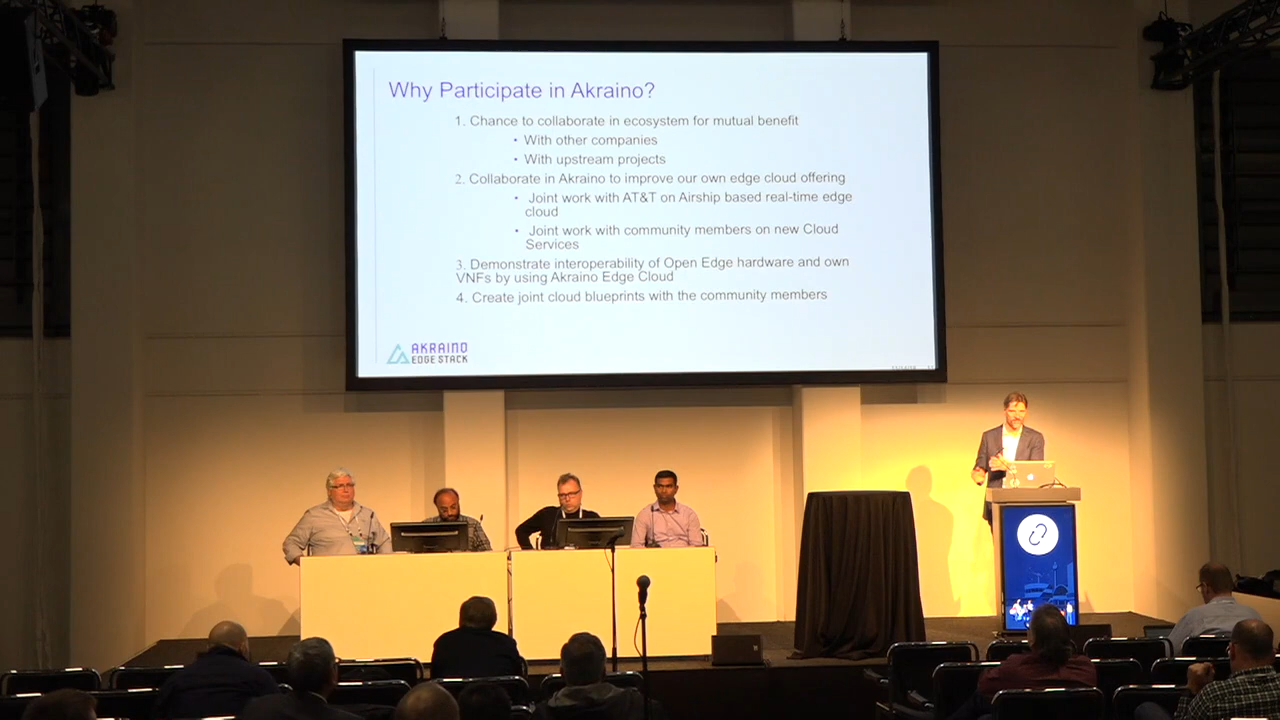 Why Participate in Akraino?
1. Chance to collaborate in ecosystem for mutual benefit
• With other companies
• With upstream projects
2. Collaborate in Akraino to improve our own edge cloud offering
• Joint work with AT&T on Airship based real-time edge
cloud
• Joint work with community members on new Cloud
Services
3. Demonstrate interoperability of Open Edge hardware and own
VNFs by using Akraino Edge Cloud
4. Create joint cloud blueprints with the community members
AKRAINO
EDGE STACK